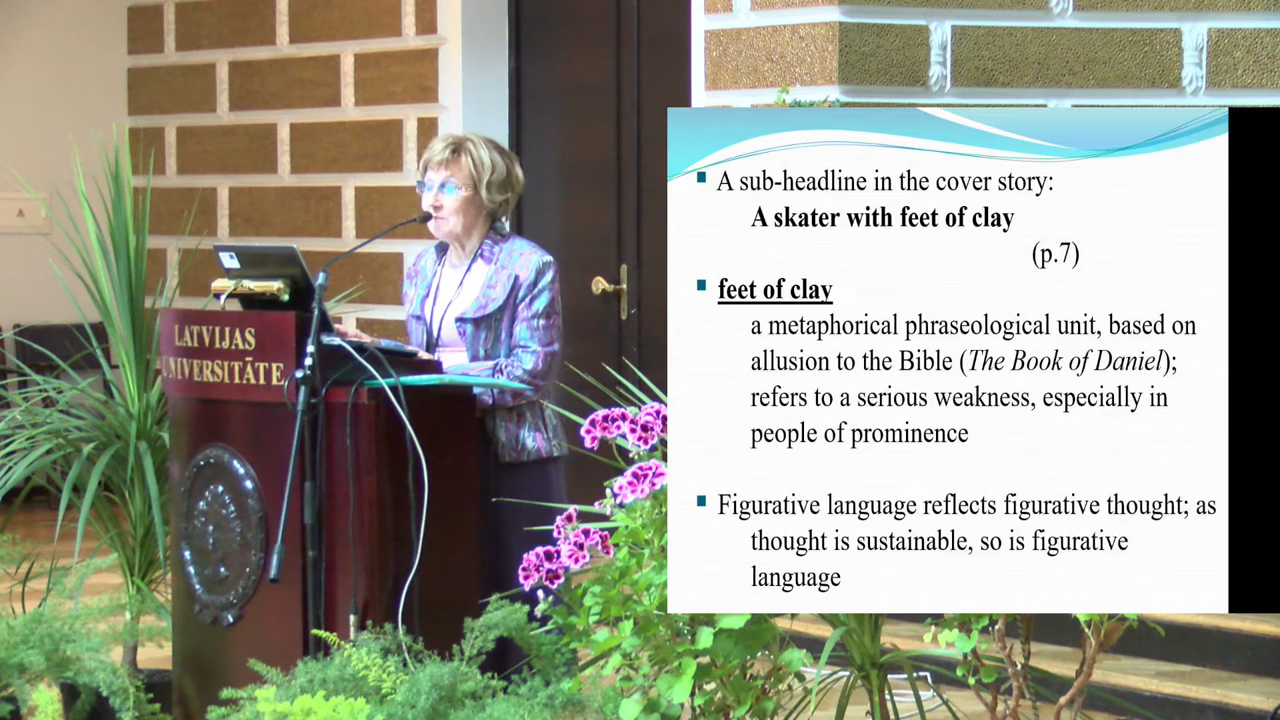 LATVIJAS
UNIVERSITĀTE
A sub-headline in the cover story:
A skater with feet of clay
(p.7)
feet of clay
a metaphorical phraseological unit, based on
allusion to the Bible (The Book of Daniel);
refers to a serious weakness, especially in
people of prominence
Figurative language reflects figurative thought; as
thought is sustainable, so is figurative
language